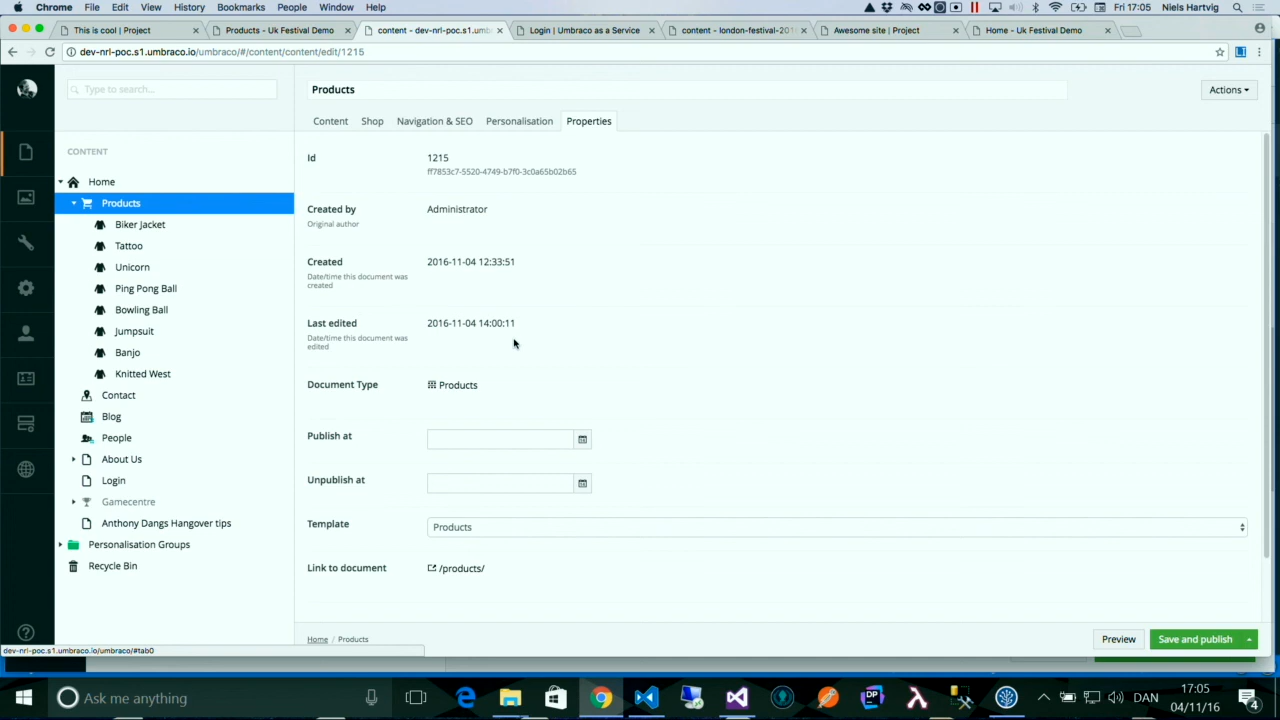 Chrome File Edit View History Bookmarks People Window Help Fri 17:05 Niels Hartvig
This is cool | Project
Products - Uk Festival Demo
content - dev-nrl-poc.s1.umb
Login | Umbraco as a Service
content - london-festival-201
Awesome site | Project
Home - Uk Festival Demo
dev-nrl-poc.s1.umbraco.io/umbraco/#/content/content/edit/1215
Type to search...
Products
Actions
Content Shop Navigation & SEO Personalisation Properties
CONTENT
Home
Products
Biker Jacket
Tattoo
Unicorn
Ping Pong Ball
Bowling Ball
Jumpsuit
Banjo
Knitted West
Contact
Blog
People
About Us
Login
Gamecentre
Anthony Dangs Hangover tips
Personalisation Groups
Recycle Bin
Id
1215
ff7853c7-5520-4749-b7f0-3c0a65b02b65
Created by
Original author
Administrator
Created
Date/time this document was
created
2016-11-04 12:33:51
Last edited
Date/time this document was
edited
2016-11-04 14:00:11
Document Type
Products
Publish at
Unpublish at
Template
Products
Link to document
/products/
Home / Products
Preview
Save and publish
dev-nrl-poc.s1.umbraco.io/umbraco/#tab0
Ask me anything
DP
DAN
17:05
04/11/16
4